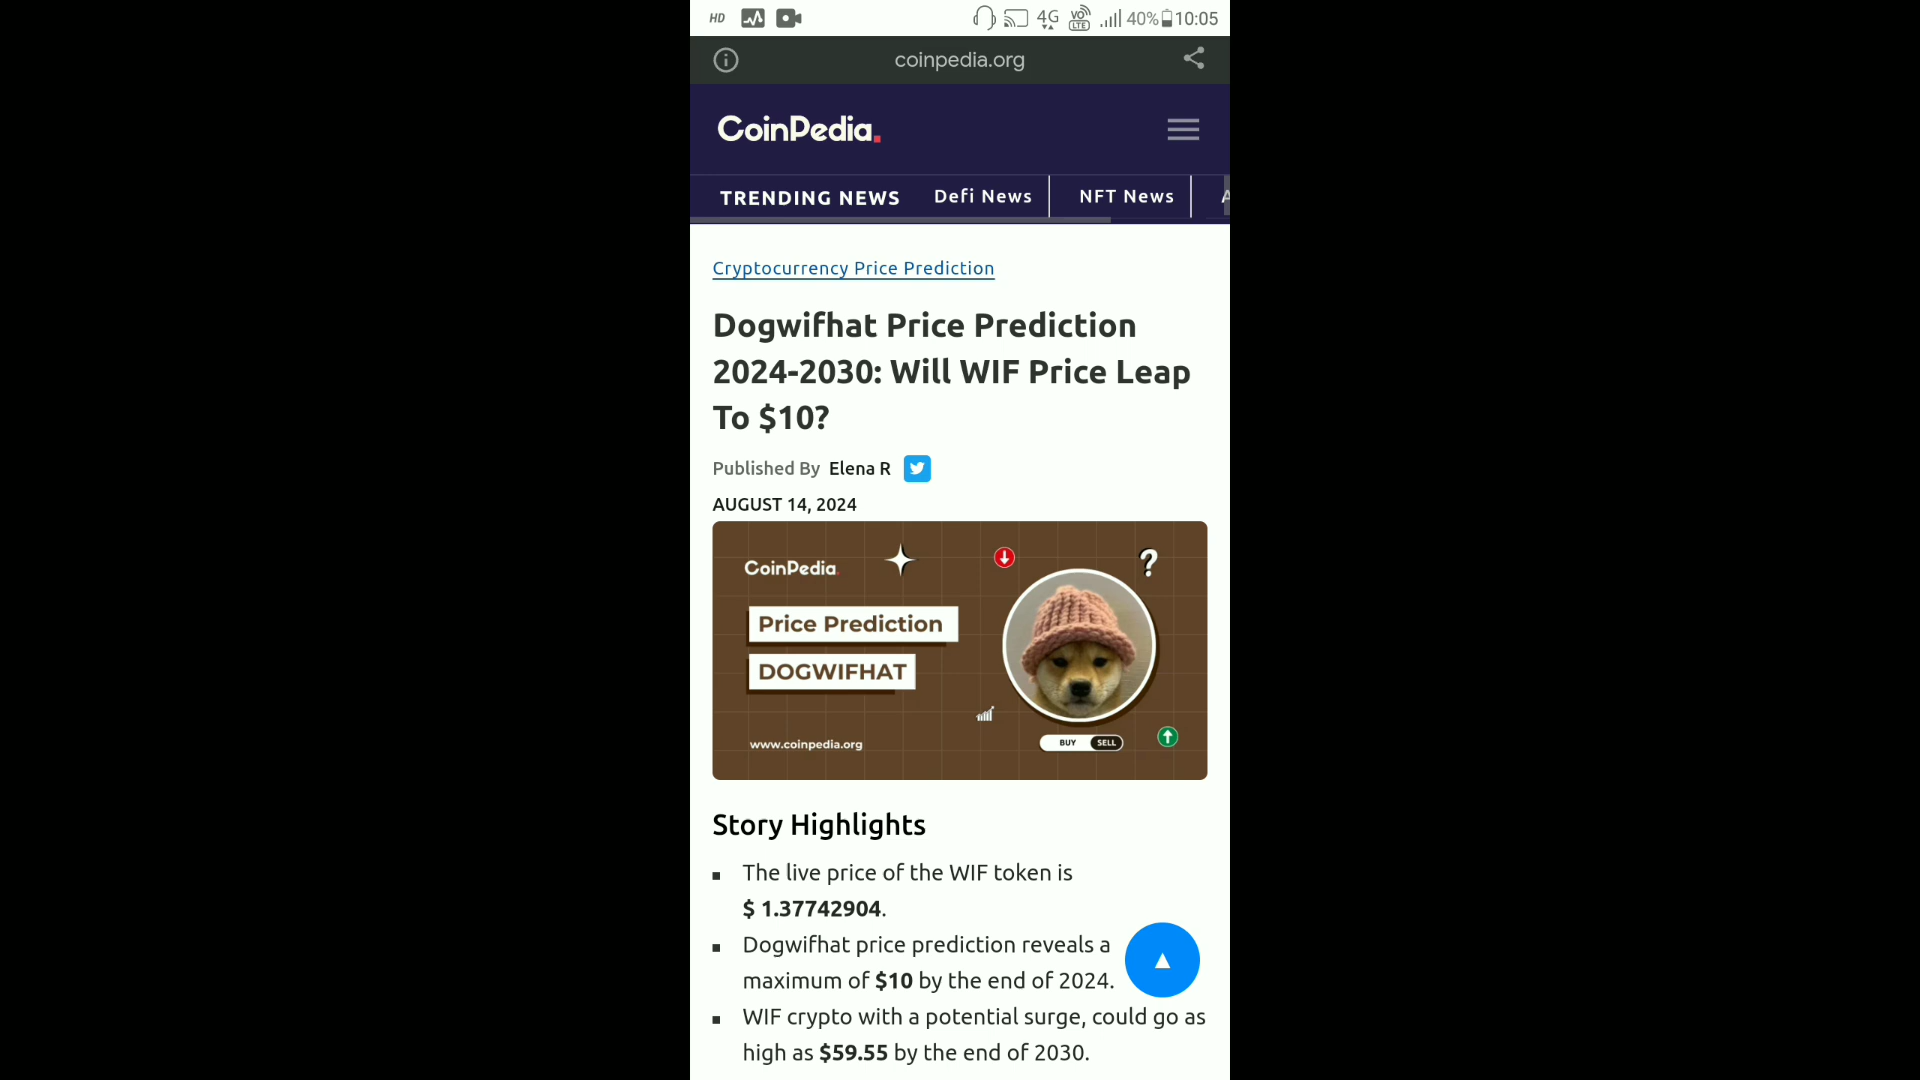 HD 4G VO LTE 40% 10:05
coinpedia.org
CoinPedia.
TRENDING NEWS Defi News NFT News
Cryptocurrency Price Prediction
Dogwifhat Price Prediction
2024-2030: Will WIF Price Leap
To $10?
Published By Elena R
AUGUST 14, 2024
CoinPedia.
?
Price Prediction
DOGWIFHAT
www.coinpedia.org
BUY SELL
Story Highlights
The live price of the WIF token is
$ 1.37742904.
Dogwifhat price prediction reveals a
maximum of $10 by the end of 2024.
WIF crypto with a potential surge, could go as
high as $59.55 by the end of 2030.